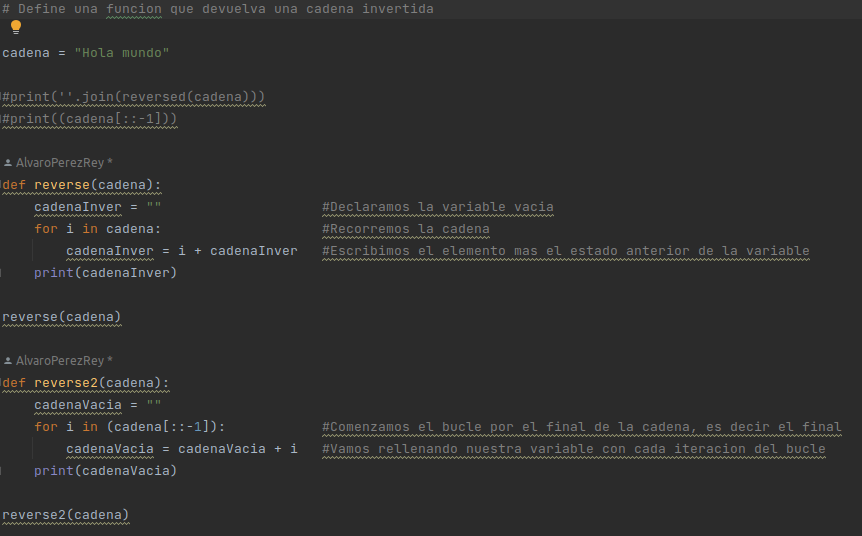 # Define una funcion que devuelva una cadena invertida
cadena = "Hola mundo"
#print(''.join(reversed(cadena)))
#print((cadena[::-1]))
AlvaroPerezRey *
def reverse(cadena):
    cadenaInver = ""                    #Declaramos la variable vacia
    for i in cadena:                    #Recorremos la cadena
        cadenaInver = i + cadenaInver   #Escribimos el elemento mas el estado anterior de la variable
    print(cadenaInver)
reverse(cadena)
AlvaroPerezRey *
def reverse2(cadena):
    cadenaVacia = ""
    for i in (cadena[::-1]):            #Comenzamos el bucle por el final de la cadena, es decir el final
        cadenaVacia = cadenaVacia + i   #Vamos rellenando nuestra variable con cada iteracion del bucle
    print(cadenaVacia)
reverse2(cadena)